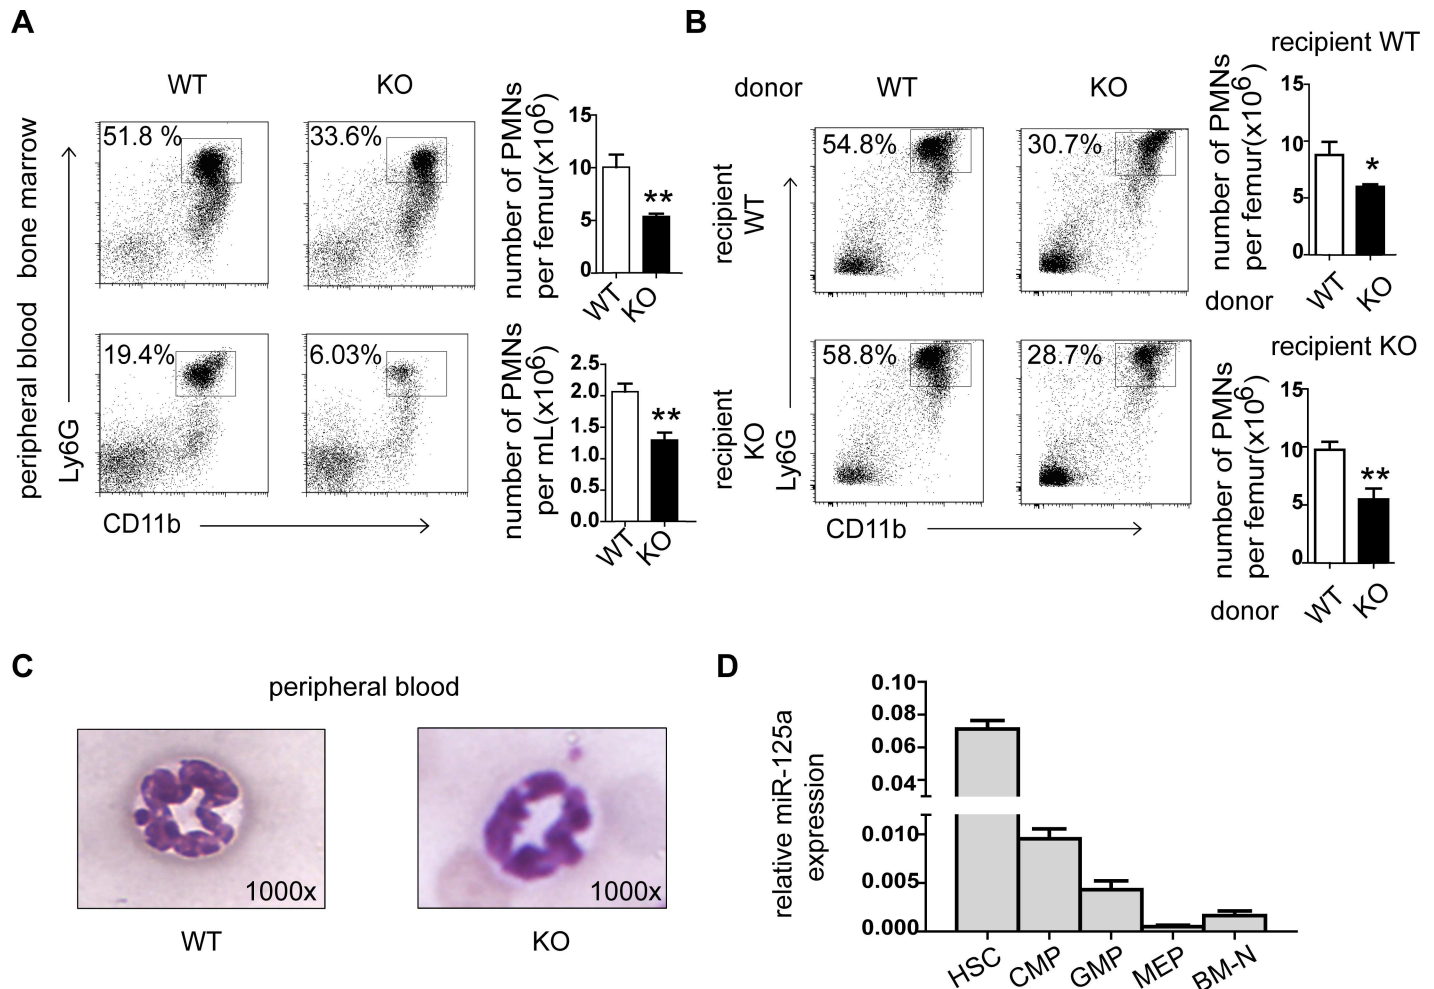 A
WT
KO
bone marrow
peripheral blood
Ly6G
51.8 %
33.6%
19.4%
6.03%
CD11b
number of PMNs
per femur(x10⁶)
15
10
5
0
**
WT
KO
number of PMNs
per mL(x10⁶)
2.5
2.0
1.5
1.0
0.5
0.0
**
WT
KO
B
donor
WT
KO
recipient
WT
recipient
KO
Ly6G
54.8%
30.7%
58.8%
28.7%
CD11b
recipient WT
number of PMNs
per femur(x10⁶)
15
10
5
0
*
donor
WT
KO
recipient KO
number of PMNs
per femur(x10⁶)
15
10
5
0
**
donor
WT
KO
C
peripheral blood
1000x
1000x
WT
KO
D
relative miR-125a
expression
0.10
0.08
0.06
0.04
0.010
0.005
0.000
HSC
CMP
GMP
MEP
BM-N